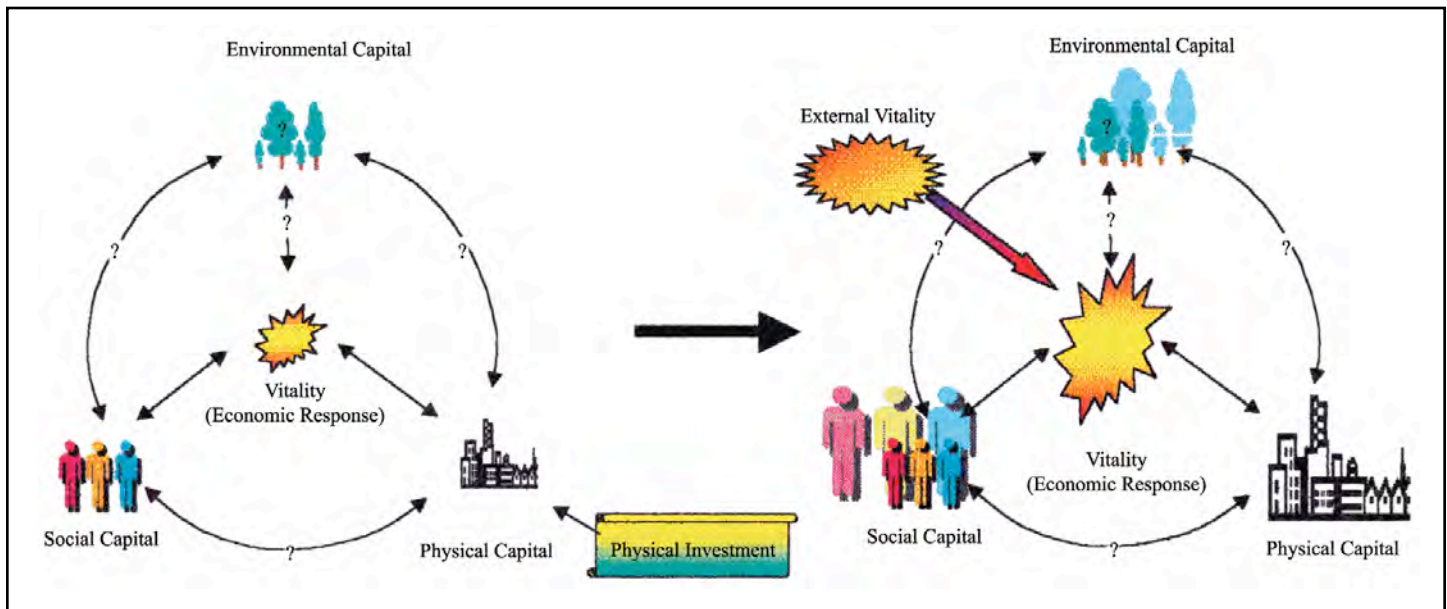 Environmental Capital
?
?
?
?
Vitality
(Economic Response)
Social Capital
?
Physical Capital
Physical Investment
Environmental Capital
External Vitality
?
?
?
?
Vitality
(Economic Response)
Social Capital
?
Physical Capital